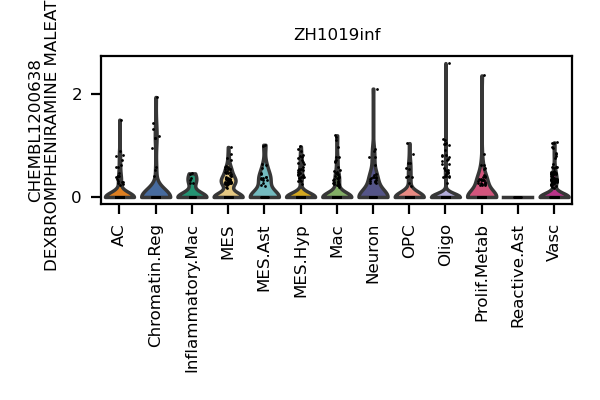 ZH1019inf
CHEMBL1200638
DEXBROMPHENIRAMINE MALEAT
2
0
AC
Chromatin.Reg
Inflammatory.Mac
MES
MES.Ast
MES.Hyp
Mac
Neuron
OPC
Oligo
Prolif.Metab
Reactive.Ast
Vasc